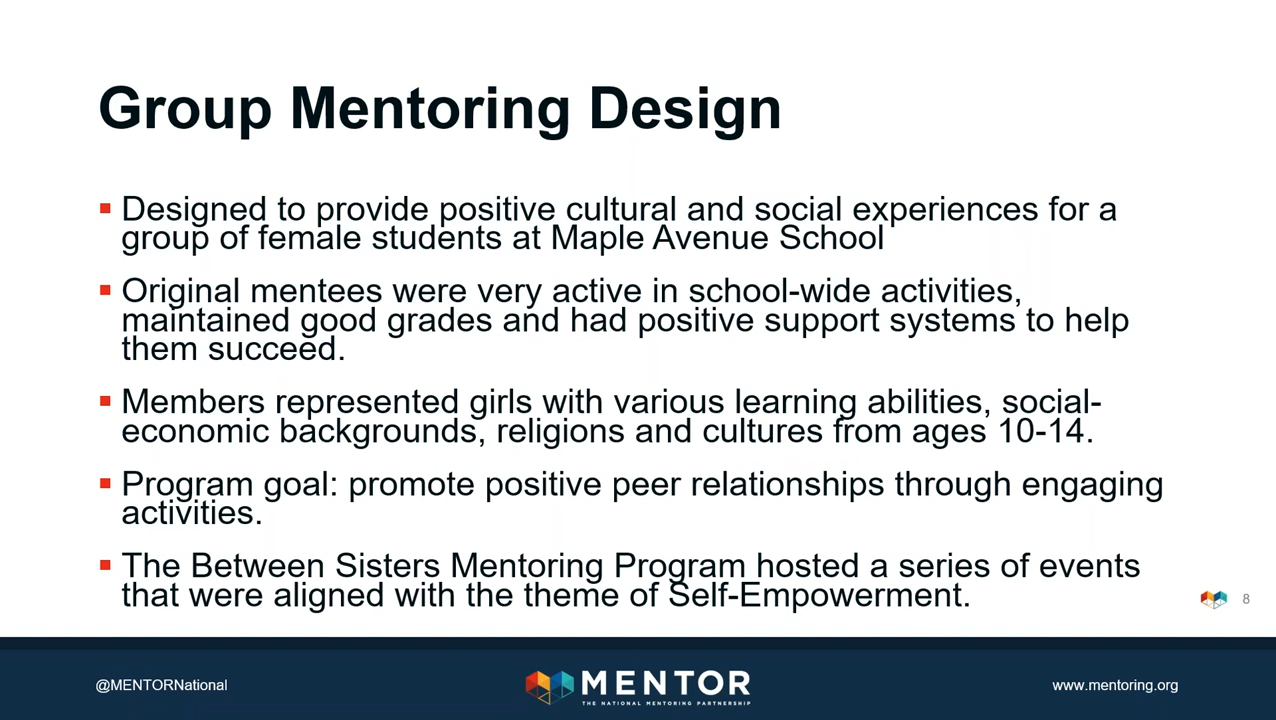 Group Mentoring Design
Designed to provide positive cultural and social experiences for a
group of female students at Maple Avenue School
Original mentees were very active in school-wide activities,
maintained good grades and had positive support systems to help
them succeed.
Members represented girls with various learning abilities, social-
economic backgrounds, religions and cultures from ages 10-14.
Program goal: promote positive peer relationships through engaging
activities.
The Between Sisters Mentoring Program hosted a series of events
that were aligned with the theme of Self-Empowerment.
8
@MENTORNational
MENTOR
THE NATIONAL MENTORING PARTNERSHIP
www.mentoring.org